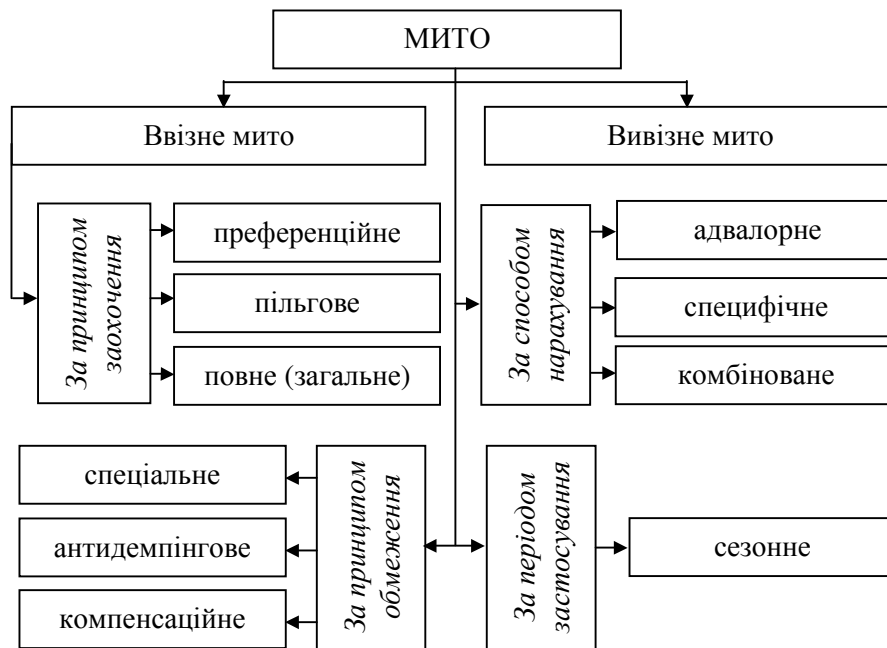 МИТО
Ввізне мито
Вивізне мито
За принципом
заохочення
преференційне
пільгове
повне (загальне)
За способом
нарахування
адвалорне
специфічне
комбіноване
спеціальне
антидемпінгове
компенсаційне
За принципом
обмеження
За періодом
застосування
сезонне